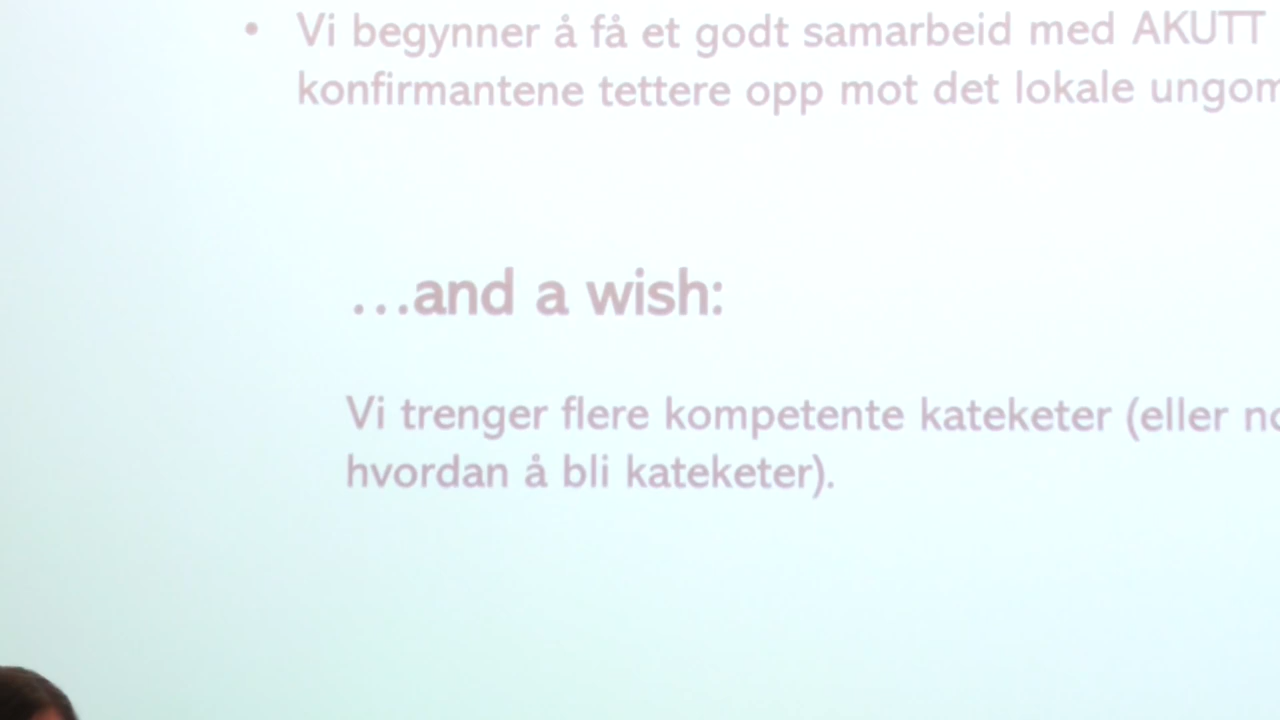 • Vi begynner å få et godt samarbeid med AKUTT
konfirmantene tettere opp mot det lokale
…and a wish:
Vi trenger flere kompetente kateketer (eller
hvordan å bli kateketer).